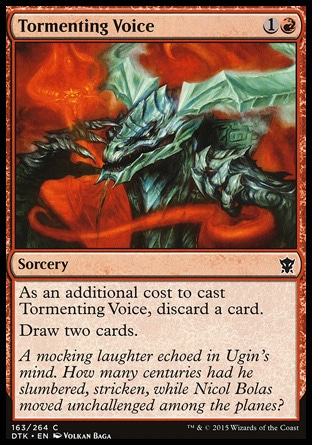 Tormenting Voice 1
Sorcery
As an additional cost to cast
Tormenting Voice, discard a card.
Draw two cards.
A mocking laughter echoed in Ugin's
mind. How many centuries had he
slumbered, stricken, while Nicol Bolas
moved unchallenged among the planes?
163/264 C
DTK • EN Volkan Baga
™ & © 2015 Wizards of the Coast